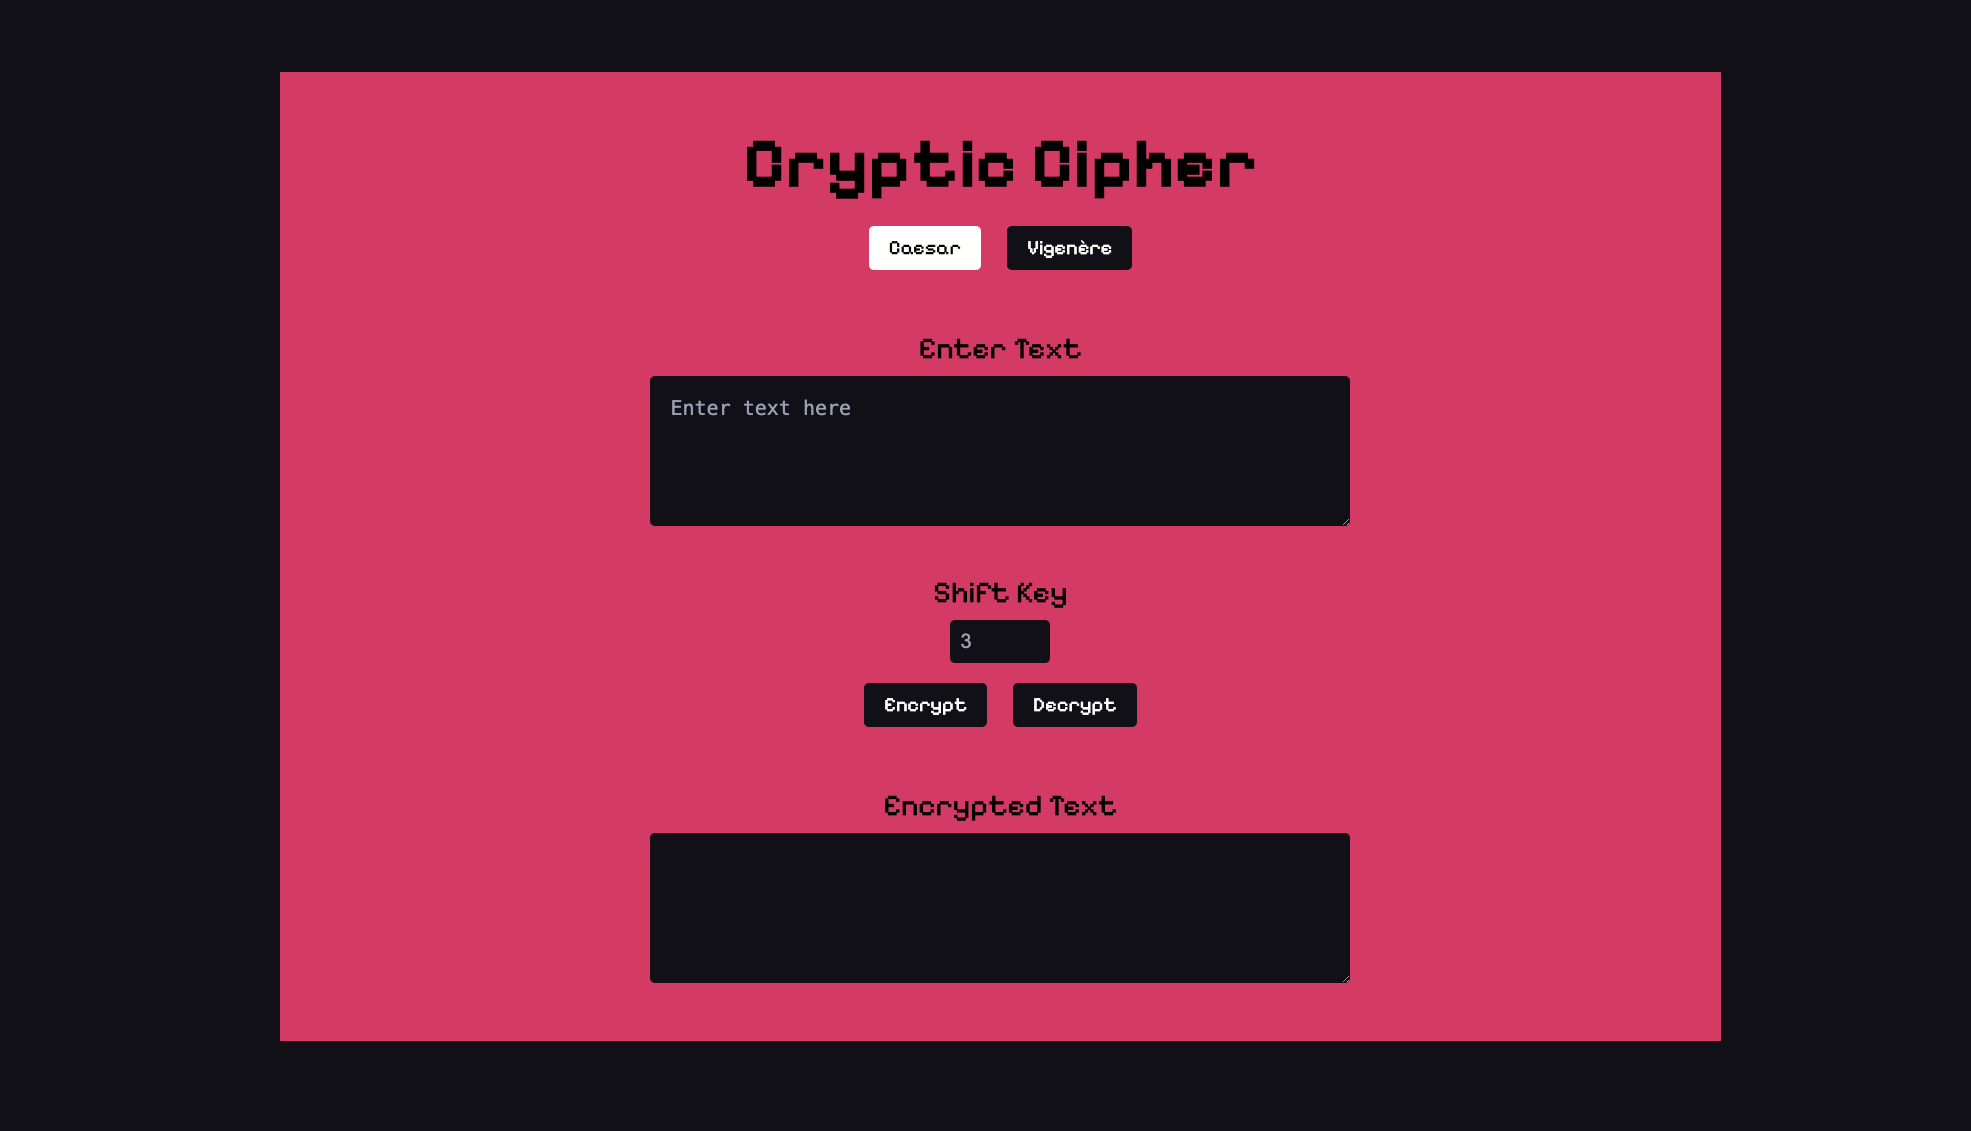 Cryptic Cipher
Caesar Vigenère
Enter Text
Enter text here
Shift Key
3
Encrypt Decrypt
Encrypted Text